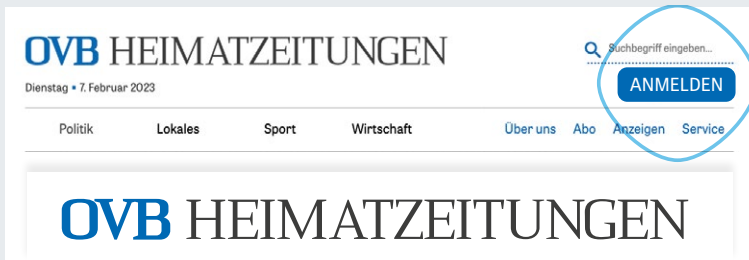 OVB HEIMATZEITUNGEN
Suchbegriff eingeben...
Dienstag • 7. Februar 2023
ANMELDEN
Politik Lokales Sport Wirtschaft Über uns Abo Anzeigen Service
OVB HEIMATZEITUNGEN